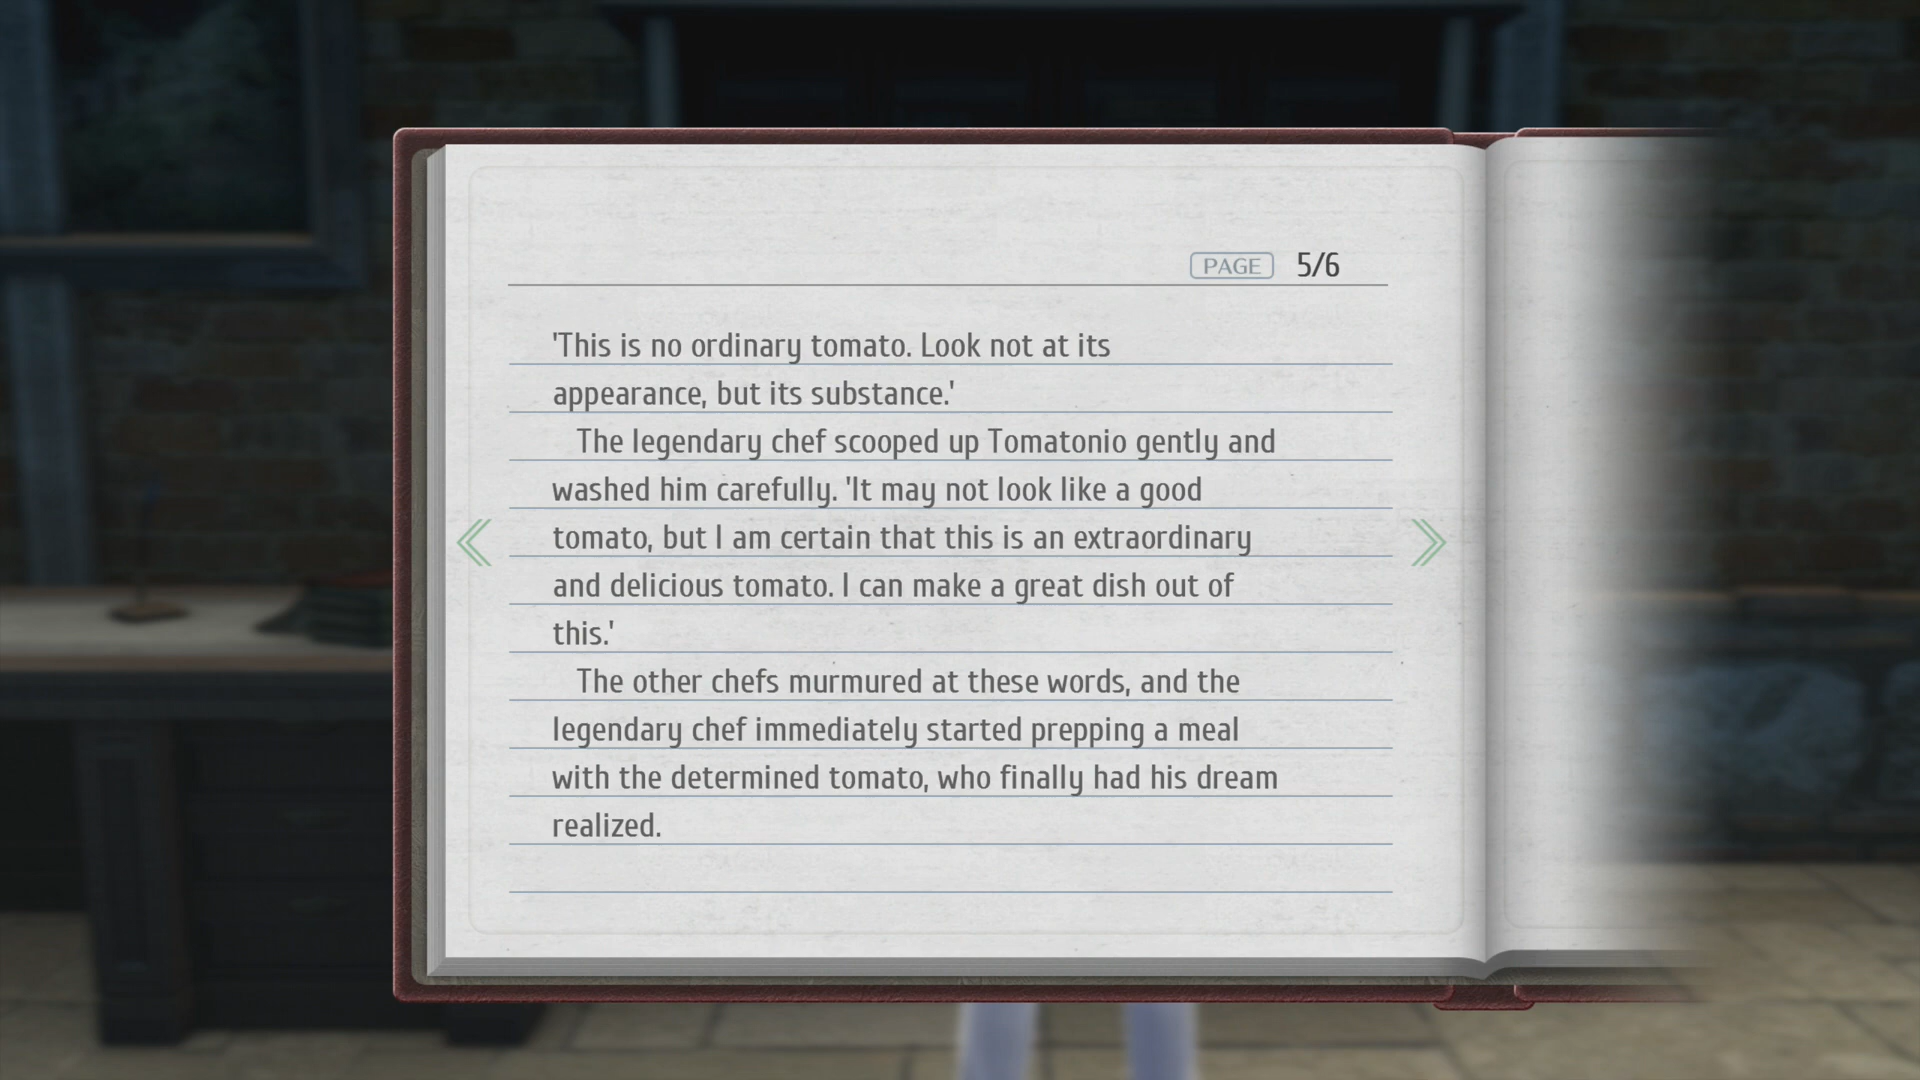 PAGE 5/6
'This is no ordinary tomato. Look not at its
appearance, but its substance.'
The legendary chef scooped up Tomatonio gently and
washed him carefully. 'It may not look like a good
tomato, but I am certain that this is an extraordinary
and delicious tomato. I can make a great dish out of
this.'
The other chefs murmured at these words, and the
legendary chef immediately started prepping a meal
with the determined tomato, who finally had his dream
realized.